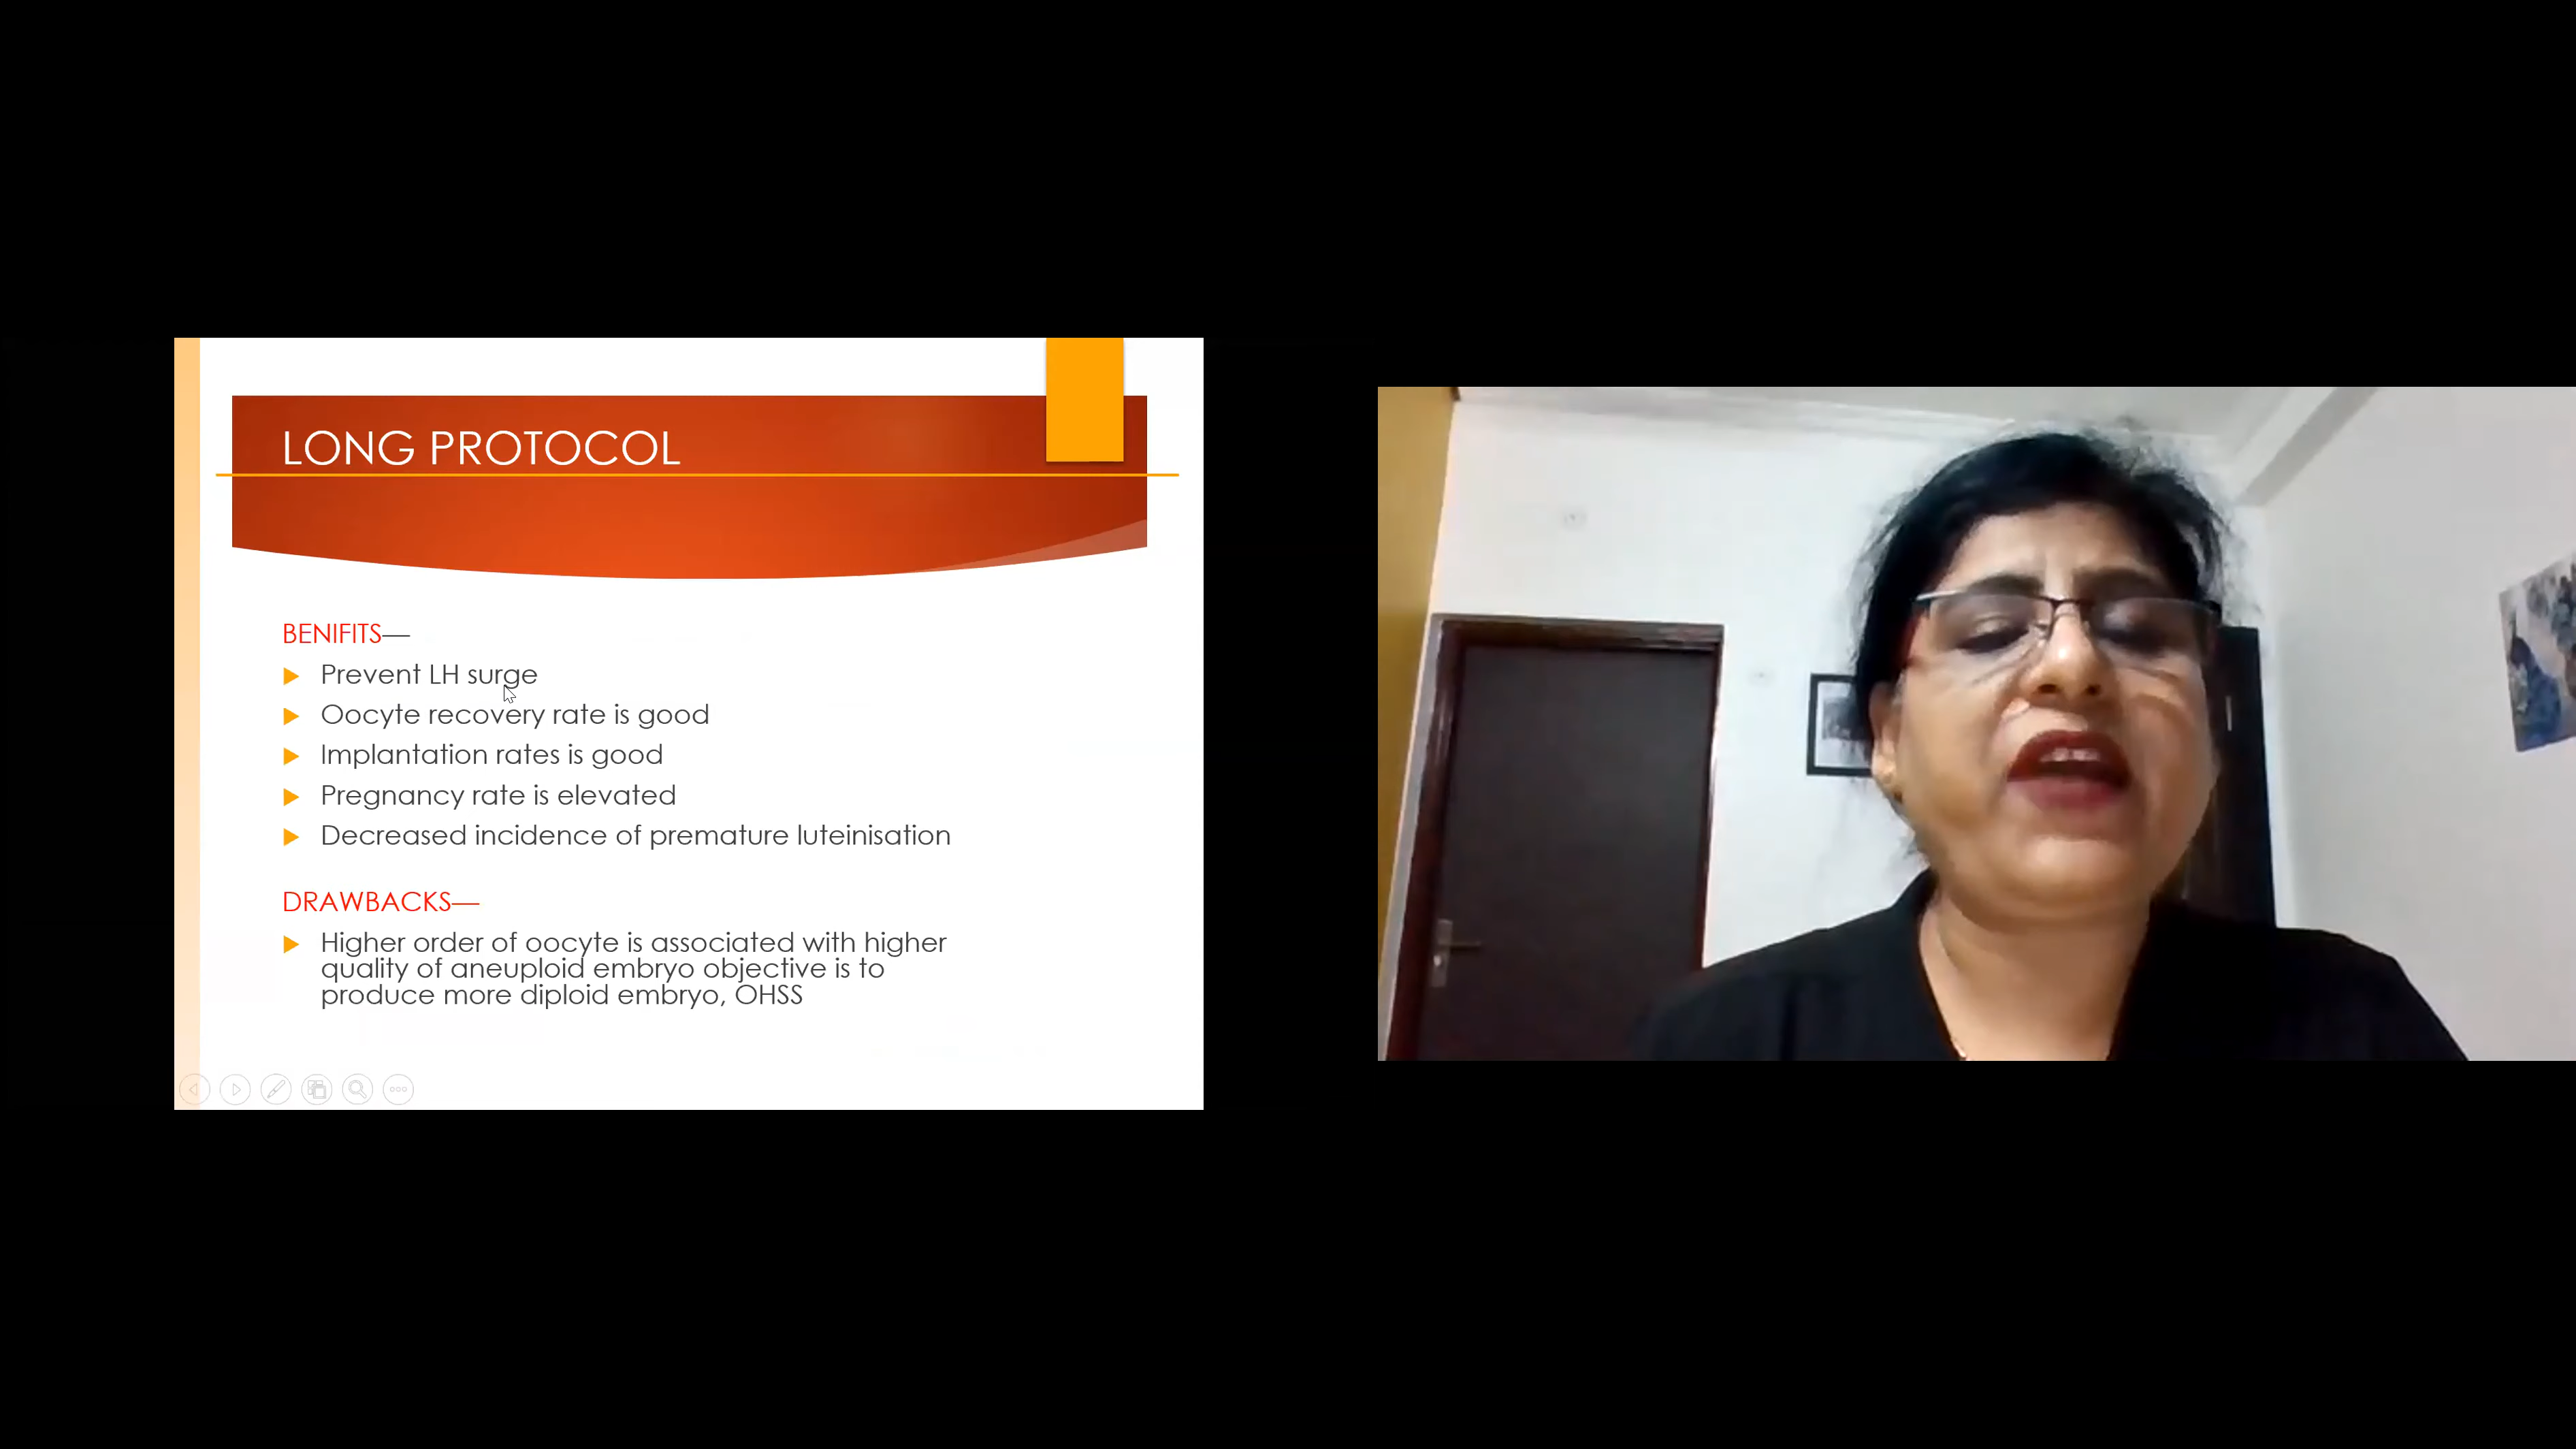 LONG PROTOCOL
BENIFITS—
Prevent LH surge
Oocyte recovery rate is good
Implantation rates is good
Pregnancy rate is elevated
Decreased incidence of premature luteinisation
DRAWBACKS—
Higher order of oocyte is associated with higher
quality of aneuploid embryo objective is to
produce more diploid embryo, OHSS